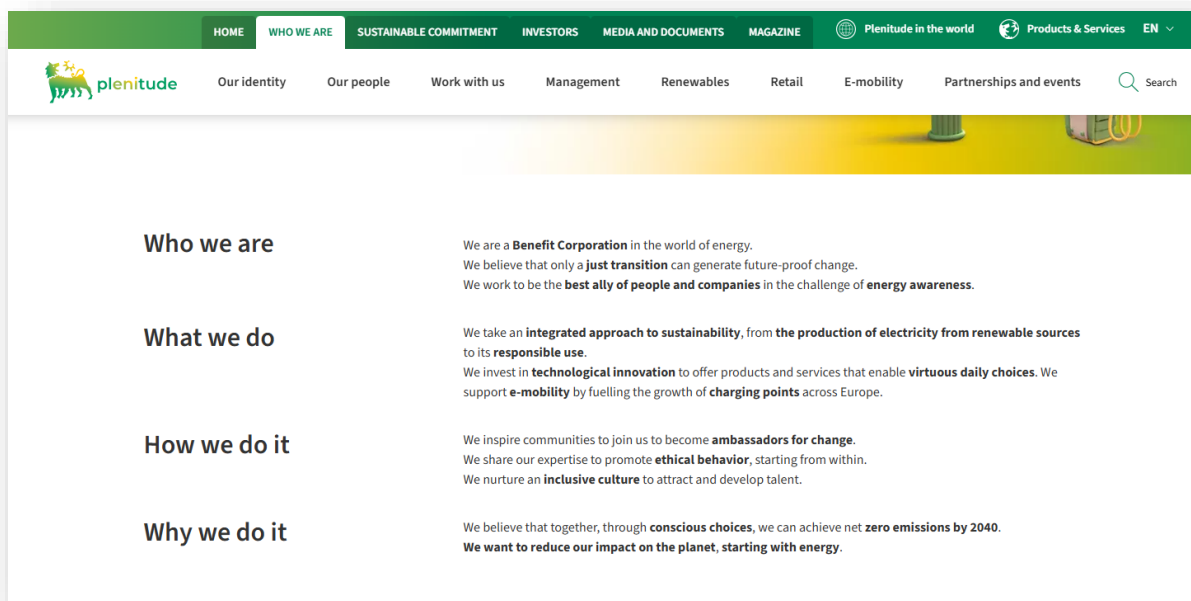 HOME
WHO WE ARE
SUSTAINABLE COMMITMENT
INVESTORS
MEDIA AND DOCUMENTS
MAGAZINE
Plenitude in the world
Products & Services
EN
plenitude
Our identity
Our people
Work with us
Management
Renewables
Retail
E-mobility
Partnerships and events
Search
Who we are
We are a Benefit Corporation in the world of energy.
We believe that only a just transition can generate future-proof change.
We work to be the best ally of people and companies in the challenge of energy awareness.
What we do
We take an integrated approach to sustainability, from the production of electricity from renewable sources
to its responsible use.
We invest in technological innovation to offer products and services that enable virtuous daily choices. We
support e-mobility by fuelling the growth of charging points across Europe.
How we do it
We inspire communities to join us to become ambassadors for change.
We share our expertise to promote ethical behavior, starting from within.
We nurture an inclusive culture to attract and develop talent.
Why we do it
We believe that together, through conscious choices, we can achieve net zero emissions by 2040.
We want to reduce our impact on the planet, starting with energy.